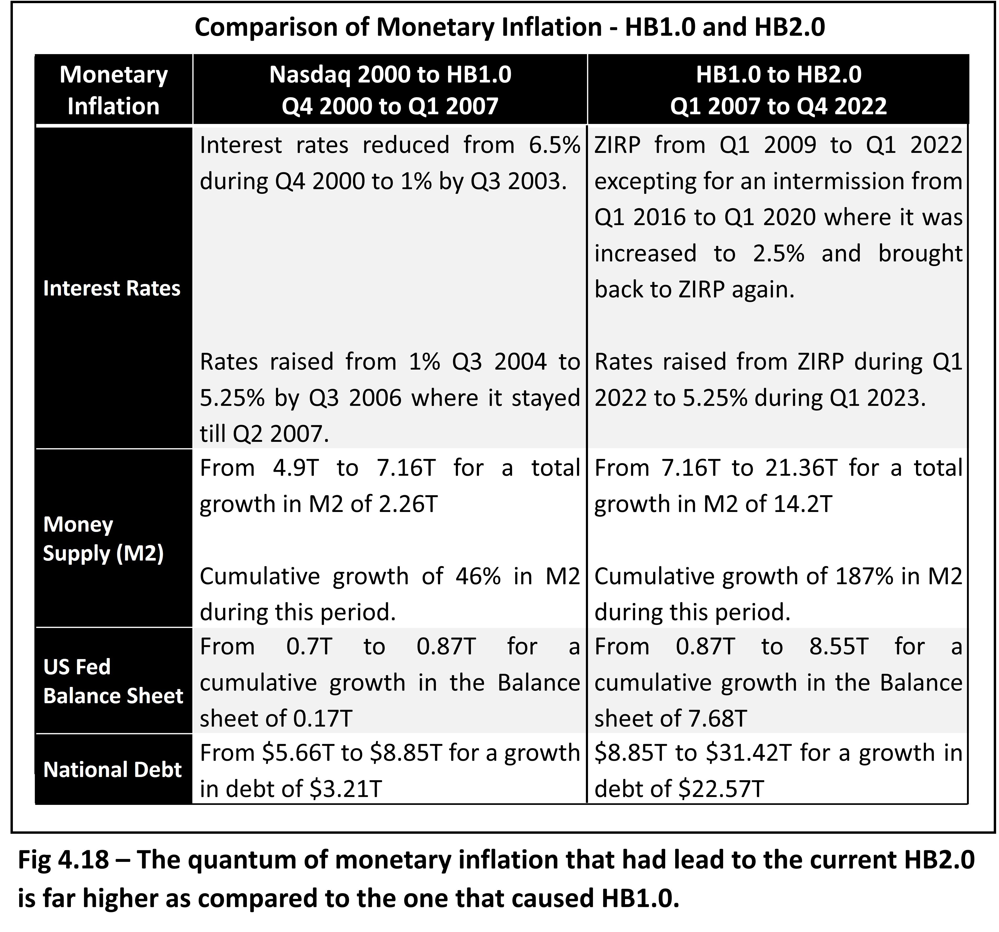 Comparison of Monetary Inflation - HB1.0 and HB2.0
Monetary
Inflation
Nasdaq 2000 to HB1.0
Q4 2000 to Q1 2007
HB1.0 to HB2.0
Q1 2007 to Q4 2022
Interest Rates
Interest rates reduced from 6.5%
during Q4 2000 to 1% by Q3 2003.
Rates raised from 1% Q3 2004 to
5.25% by Q3 2006 where it stayed
till Q2 2007.
ZIRP from Q1 2009 to Q1 2022
excepting for an intermission from
Q1 2016 to Q1 2020 where it was
increased to 2.5% and brought
back to ZIRP again.
Rates raised from ZIRP during Q1
2022 to 5.25% during Q1 2023.
Money
Supply (M2)
From 4.9T to 7.16T for a total
growth in M2 of 2.26T
Cumulative growth of 46% in M2
during this period.
From 7.16T to 21.36T for a total
growth in M2 of 14.2T
Cumulative growth of 187% in M2
during this period.
US Fed
Balance Sheet
From 0.7T to 0.87T for a
cumulative growth in the Balance
sheet of 0.17T
From 0.87T to 8.55T for a
cumulative growth in the Balance
sheet of 7.68T
National Debt
From $5.66T to $8.85T for a growth
in debt of $3.21T
$8.85T to $31.42T for a growth in
debt of $22.57T
Fig 4.18 – The quantum of monetary inflation that had lead to the current HB2.0
is far higher as compared to the one that caused HB1.0.